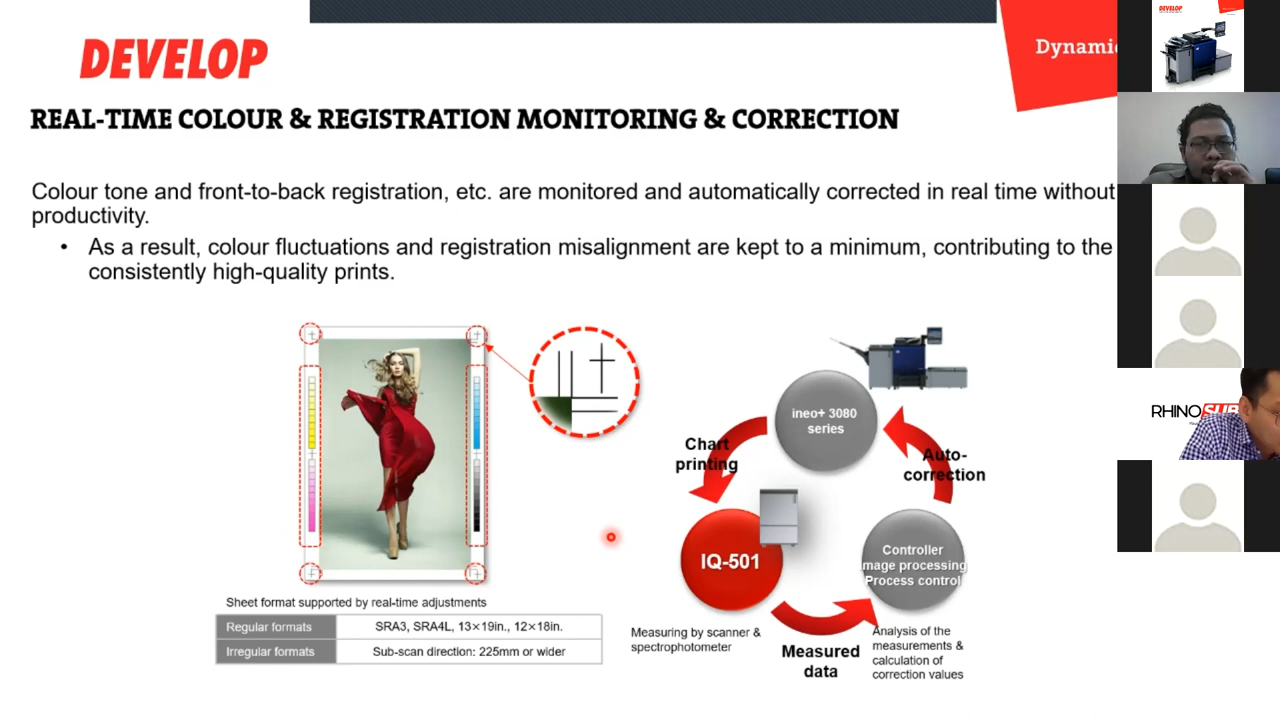 DEVELOP
REAL-TIME COLOUR & REGISTRATION MONITORING & CORRECTION
Colour tone and front-to-back registration, etc. are monitored and automatically corrected in real time without
productivity.
• As a result, colour fluctuations and registration misalignment are kept to a minimum, contributing to the
consistently high-quality prints.
ineo+ 3080
series
Chart
printing
Auto-
correction
IQ-501
Controller
mage processing
Process control
Measuring by scanner &
spectrophotometer
Measured
data
Analysis of the
measurements &
calculation of
correction values
Sheet format supported by real-time adjustments
Regular formats SRA3, SRA4L, 13×19in., 12×18in.
Irregular formats Sub-scan direction: 225mm or wider
DEVELOP